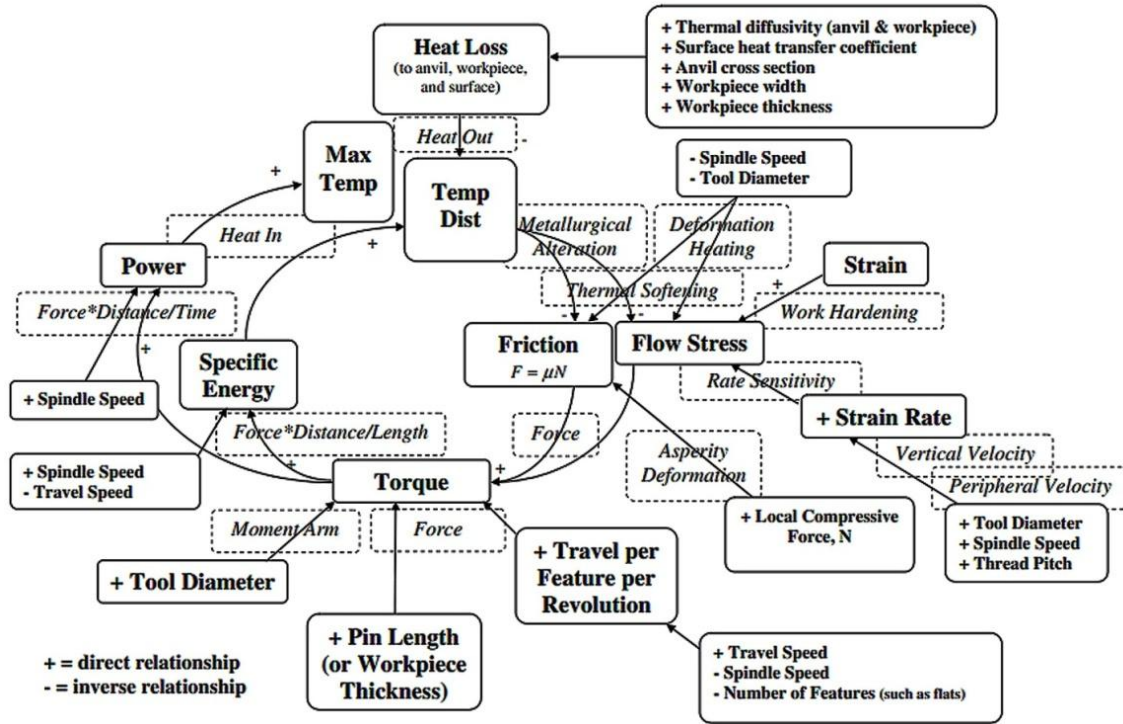 Heat Loss
(to anvil, workpiece,
and surface)
+ Thermal diffusivity (anvil & workpiece)
+ Surface heat transfer coefficient
+ Anvil cross section
+ Workpiece width
+ Workpiece thickness
Heat Out
-
Max
Temp
+
Temp
Dist
- Spindle Speed
- Tool Diameter
Metallurgical
Alteration
Deformation
Heating
Heat In
+
Power
Strain
+
Thermal Softening
Work Hardening
Force*Distance/Time
+
-
-
Friction
F = μN
Flow Stress
Specific
Energy
Rate Sensitivity
+ Spindle Speed
+ Strain Rate
Force*Distance/Length
Force
Asperity
Deformation
Vertical Velocity
Peripheral Velocity
+ Spindle Speed
- Travel Speed
+
+
Torque
Moment Arm
Force
+ Local Compressive
Force, N
+ Tool Diameter
+ Spindle Speed
+ Thread Pitch
+ Tool Diameter
+ Travel per
Feature per
Revolution
+ Pin Length
(or Workpiece
Thickness)
+ Travel Speed
- Spindle Speed
- Number of Features (such as flats)
+ = direct relationship
- = inverse relationship